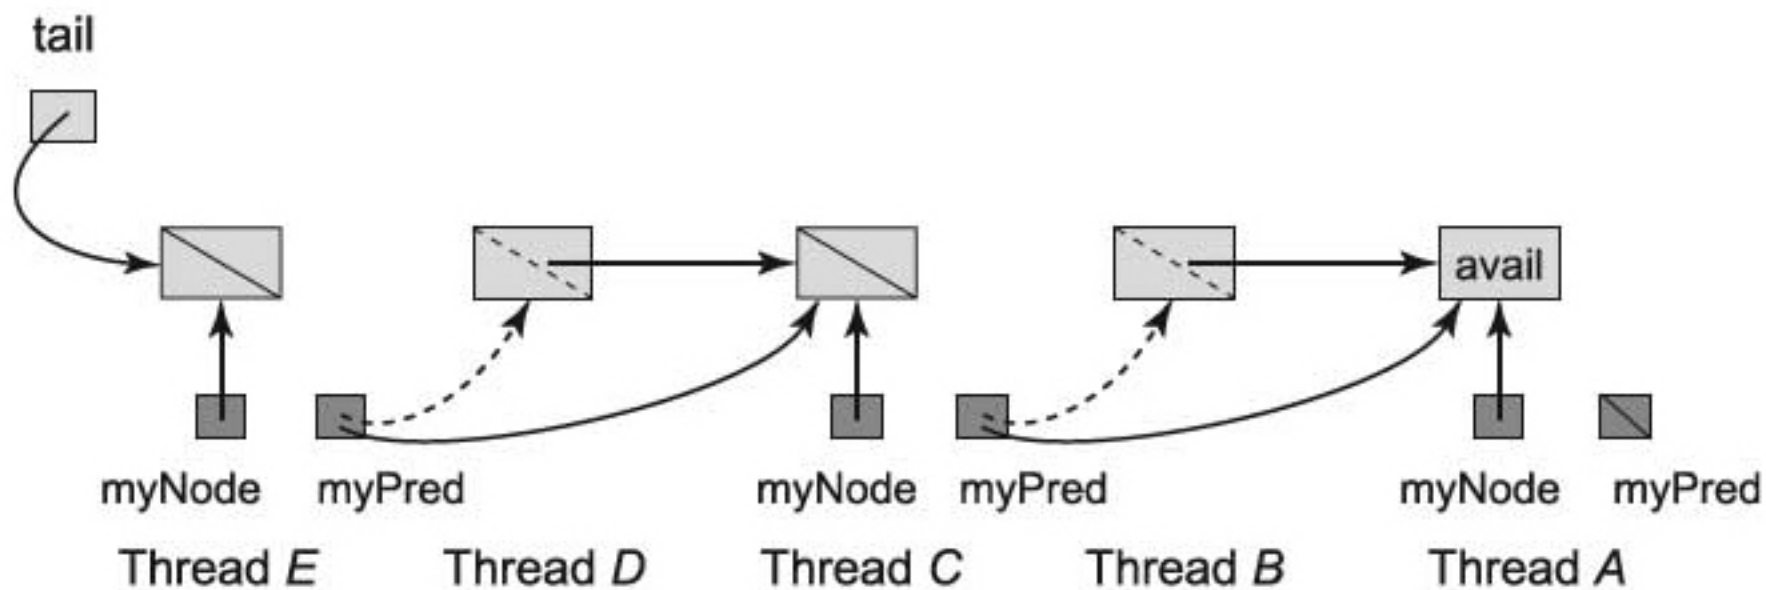 tail
avail
myNode myPred myNode myPred myNode myPred
Thread E Thread D Thread C Thread B Thread A